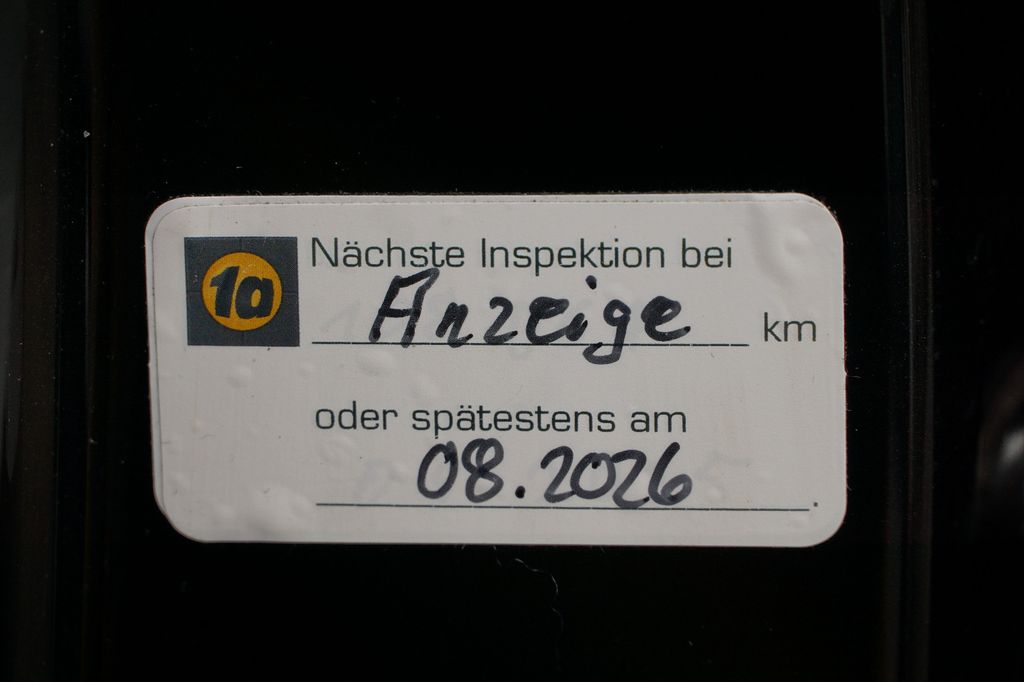 1a
Nächste Inspektion bei
Anzeige km
oder spätestens am
08.2026.